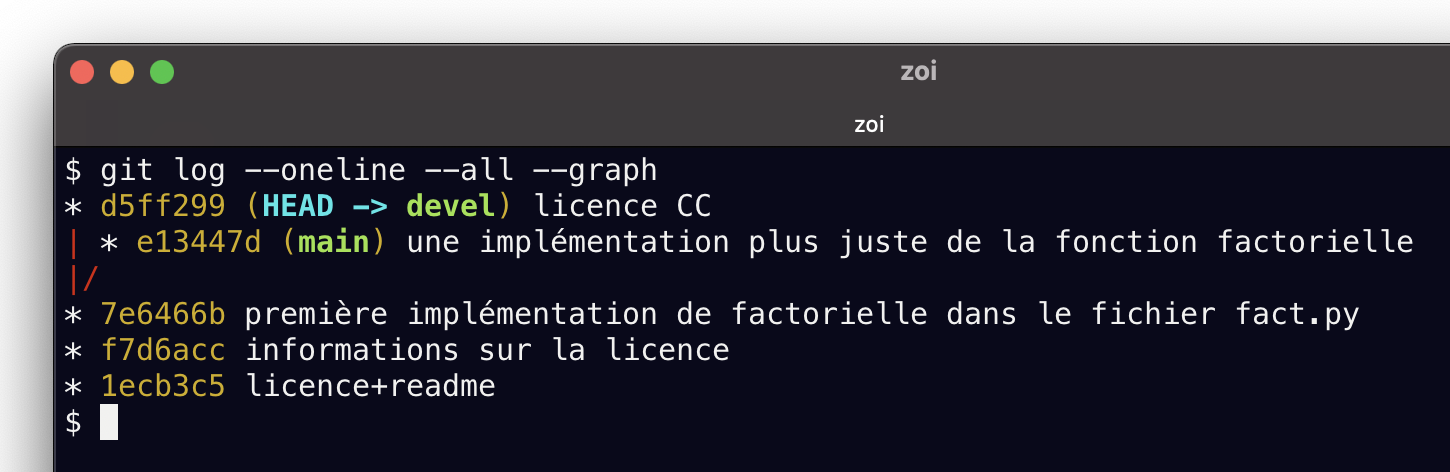 zoi
zoi
$ git log --oneline --all --graph
* d5ff299 (HEAD -> devel) licence CC
| * e13447d (main) une implémentation plus juste de la fonction factorielle
|/
* 7e6466b première implémentation de factorielle dans le fichier fact.py
* f7d6acc informations sur la licence
* 1ecb3c5 licence+readme
$